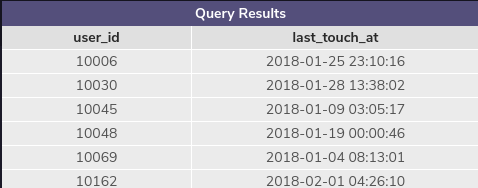 Query Results
user_id last_touch_at
10006 2018-01-25 23:10:16
10030 2018-01-28 13:38:02
10045 2018-01-09 03:05:17
10048 2018-01-19 00:00:46
10069 2018-01-04 08:13:01
10162 2018-02-01 04:26:10